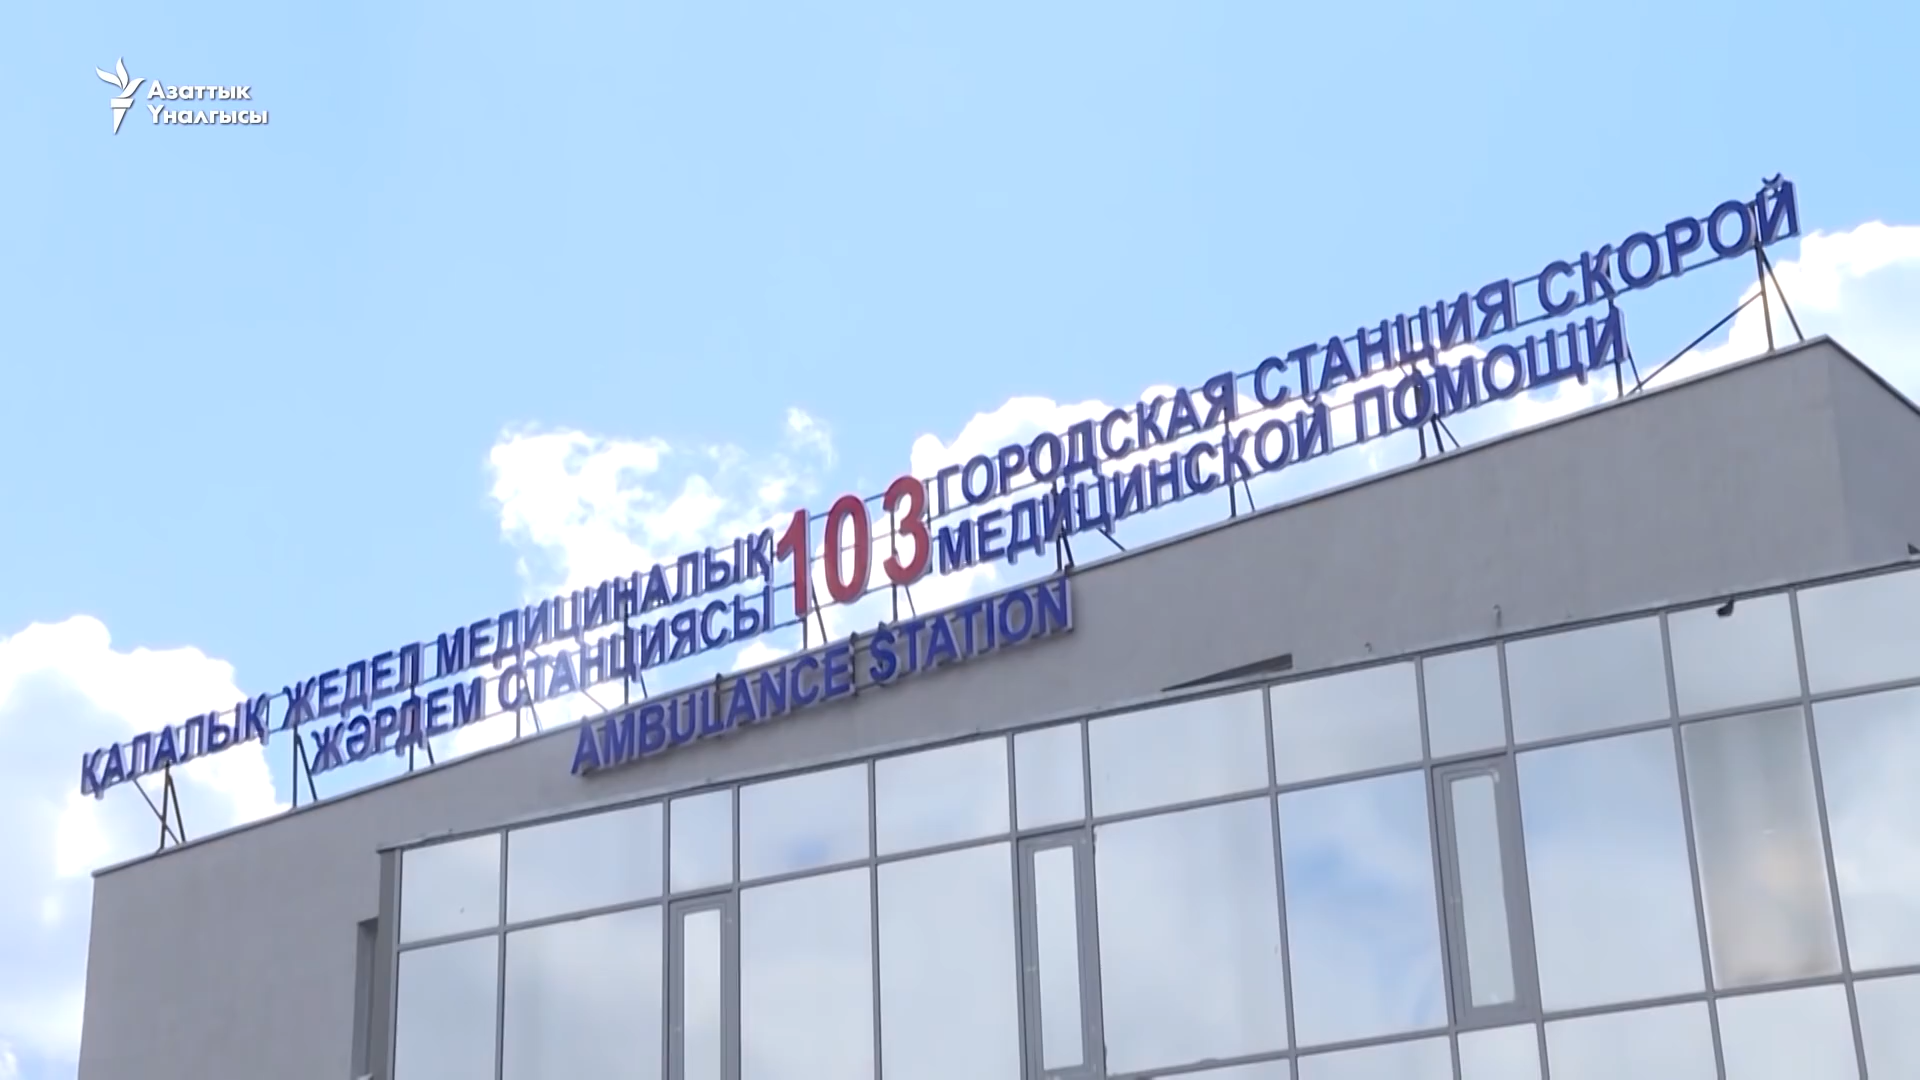 Азаттык
Үналгысы
ҚАЛАЛЫҚ ЖЕДЕЛ МЕДИЦИНАЛЫҚ
ЖӘРДЕМ СТАНЦИЯСЫ
103
ГОРОДСКАЯ СТАНЦИЯ СКОРОЙ
МЕДИЦИНСКОЙ ПОМОЩИ
AMBULANCE STATION